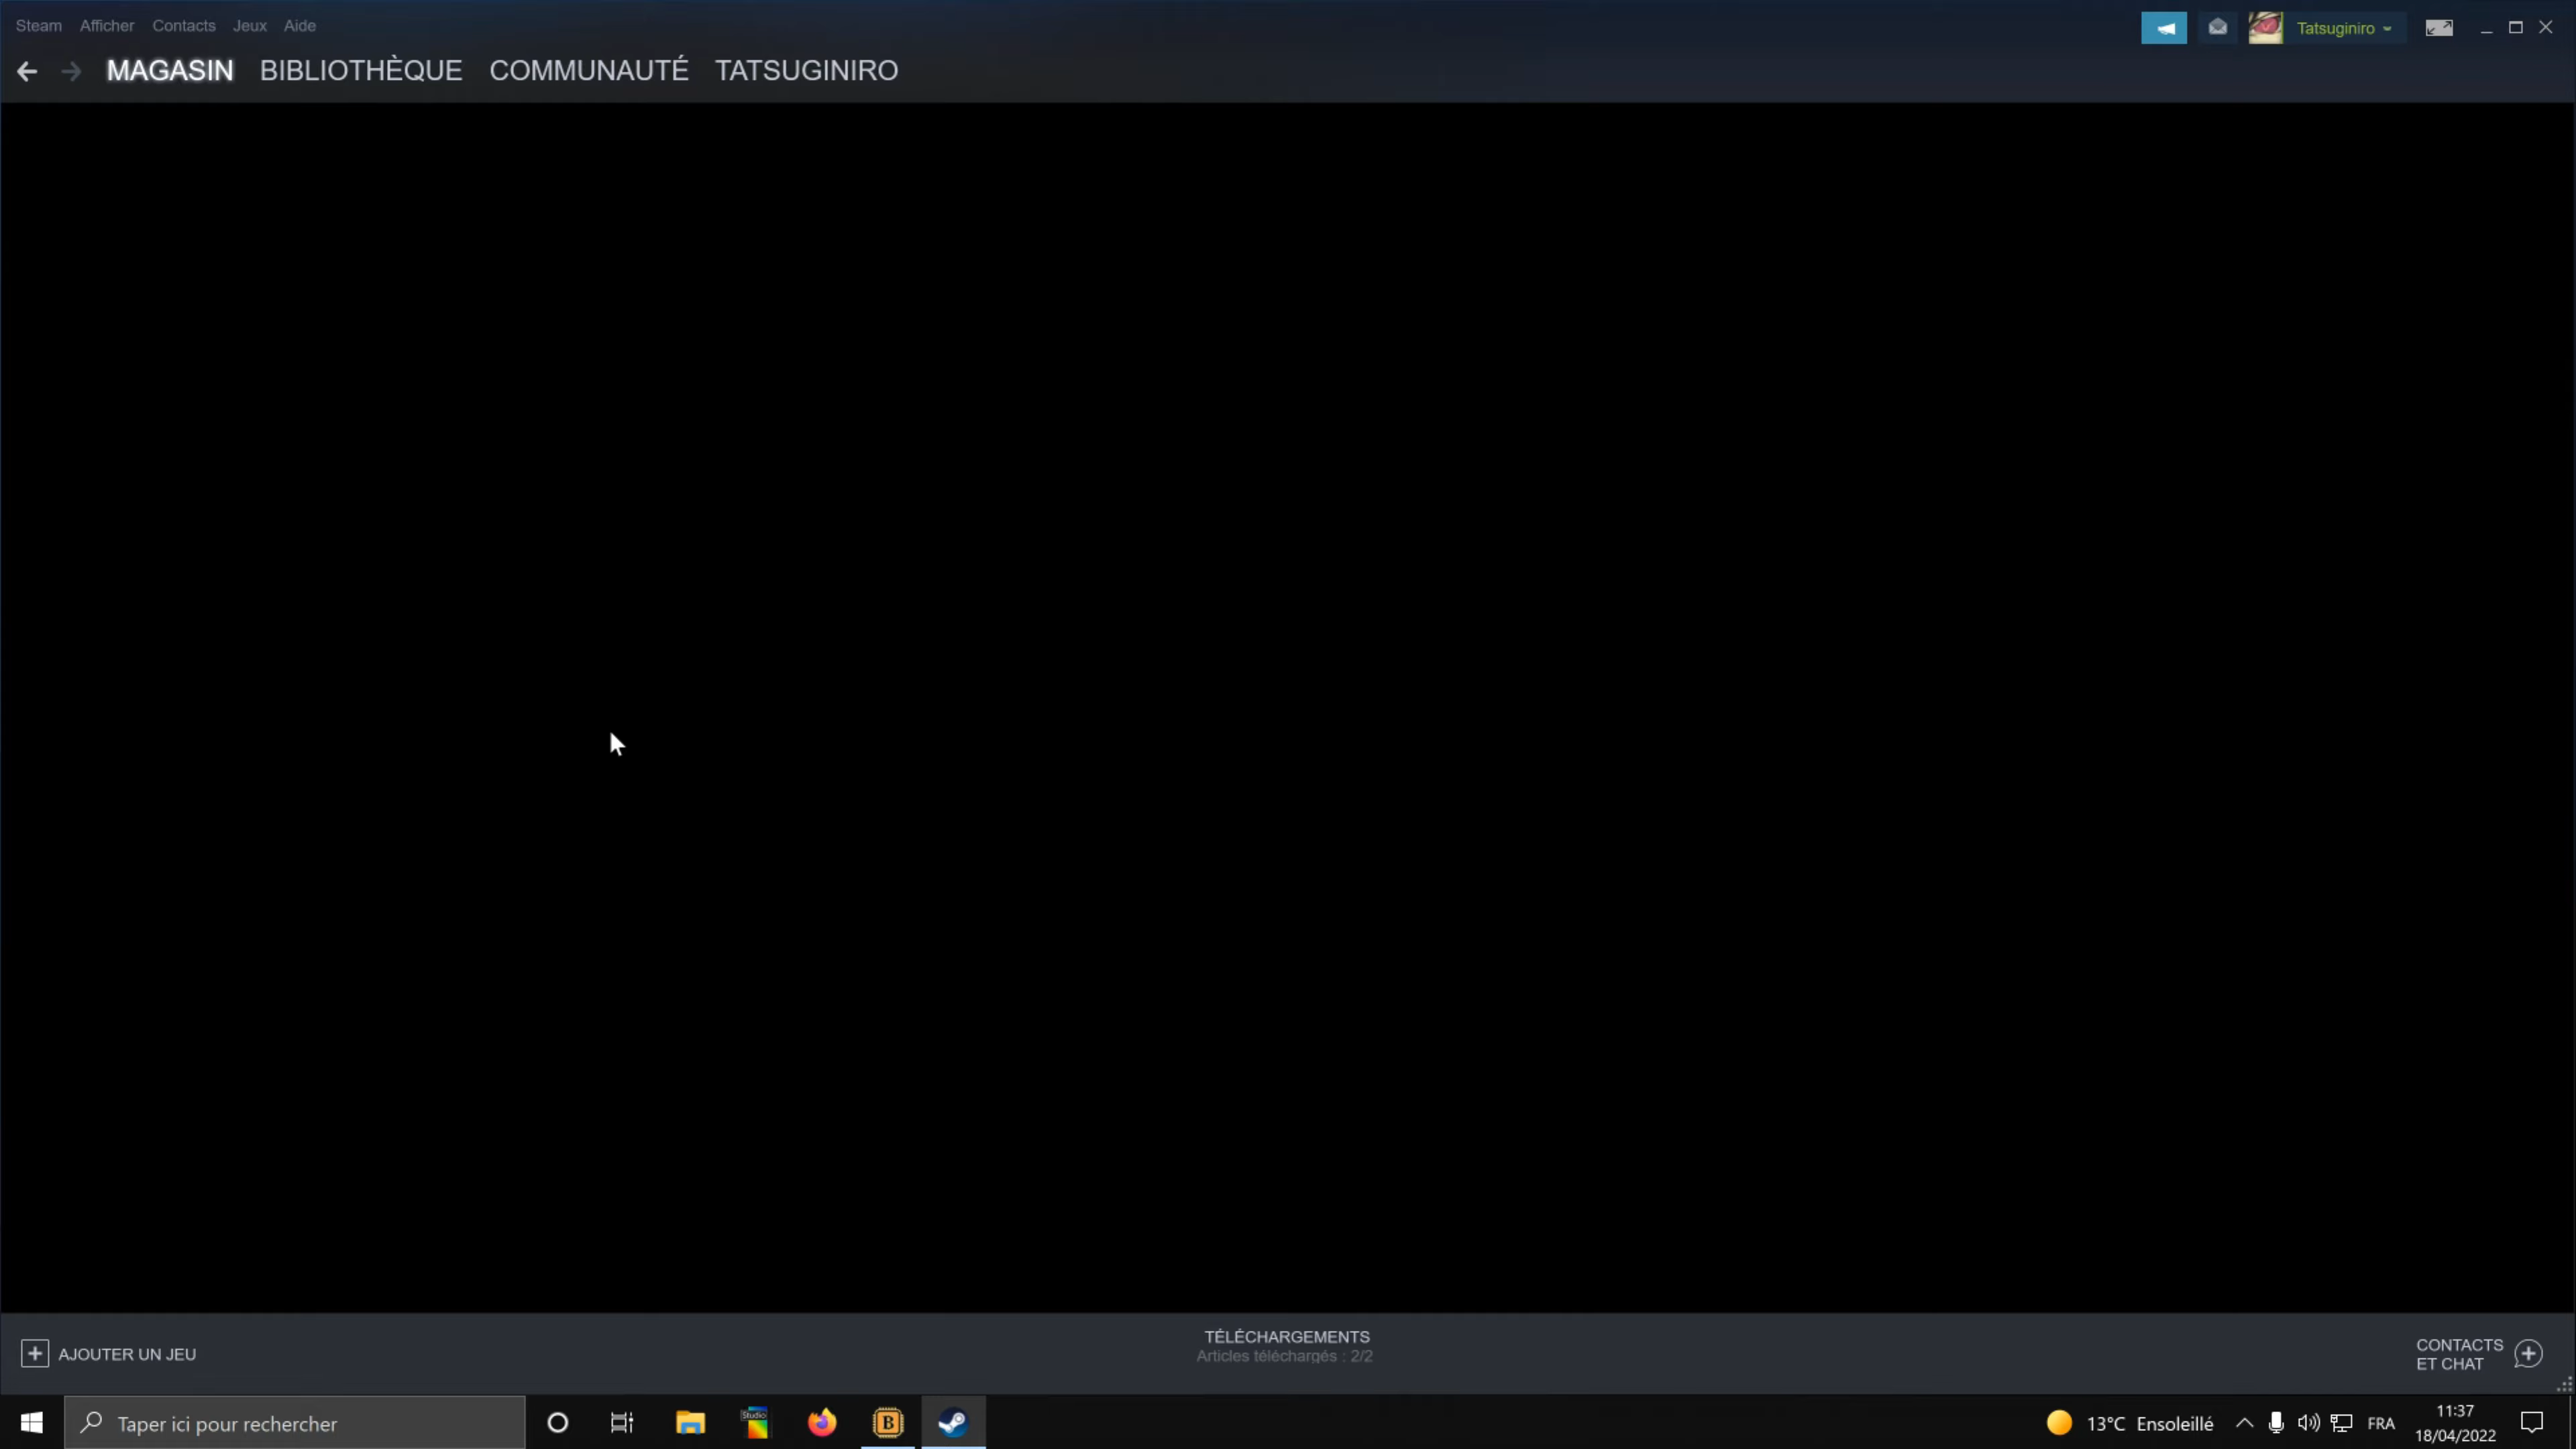 Steam Afficher Contacts Jeux Aide
Tatsuginiro
MAGASIN BIBLIOTHÈQUE COMMUNAUTÉ TATSUGINIRO
TÉLÉCHARGEMENTS
Articles téléchargés : 2/2
AJOUTER UN JEU
CONTACTS
ET CHAT
Taper ici pour rechercher
Studio
B
13°C Ensoleillé
FRA
11:37
18/04/2022